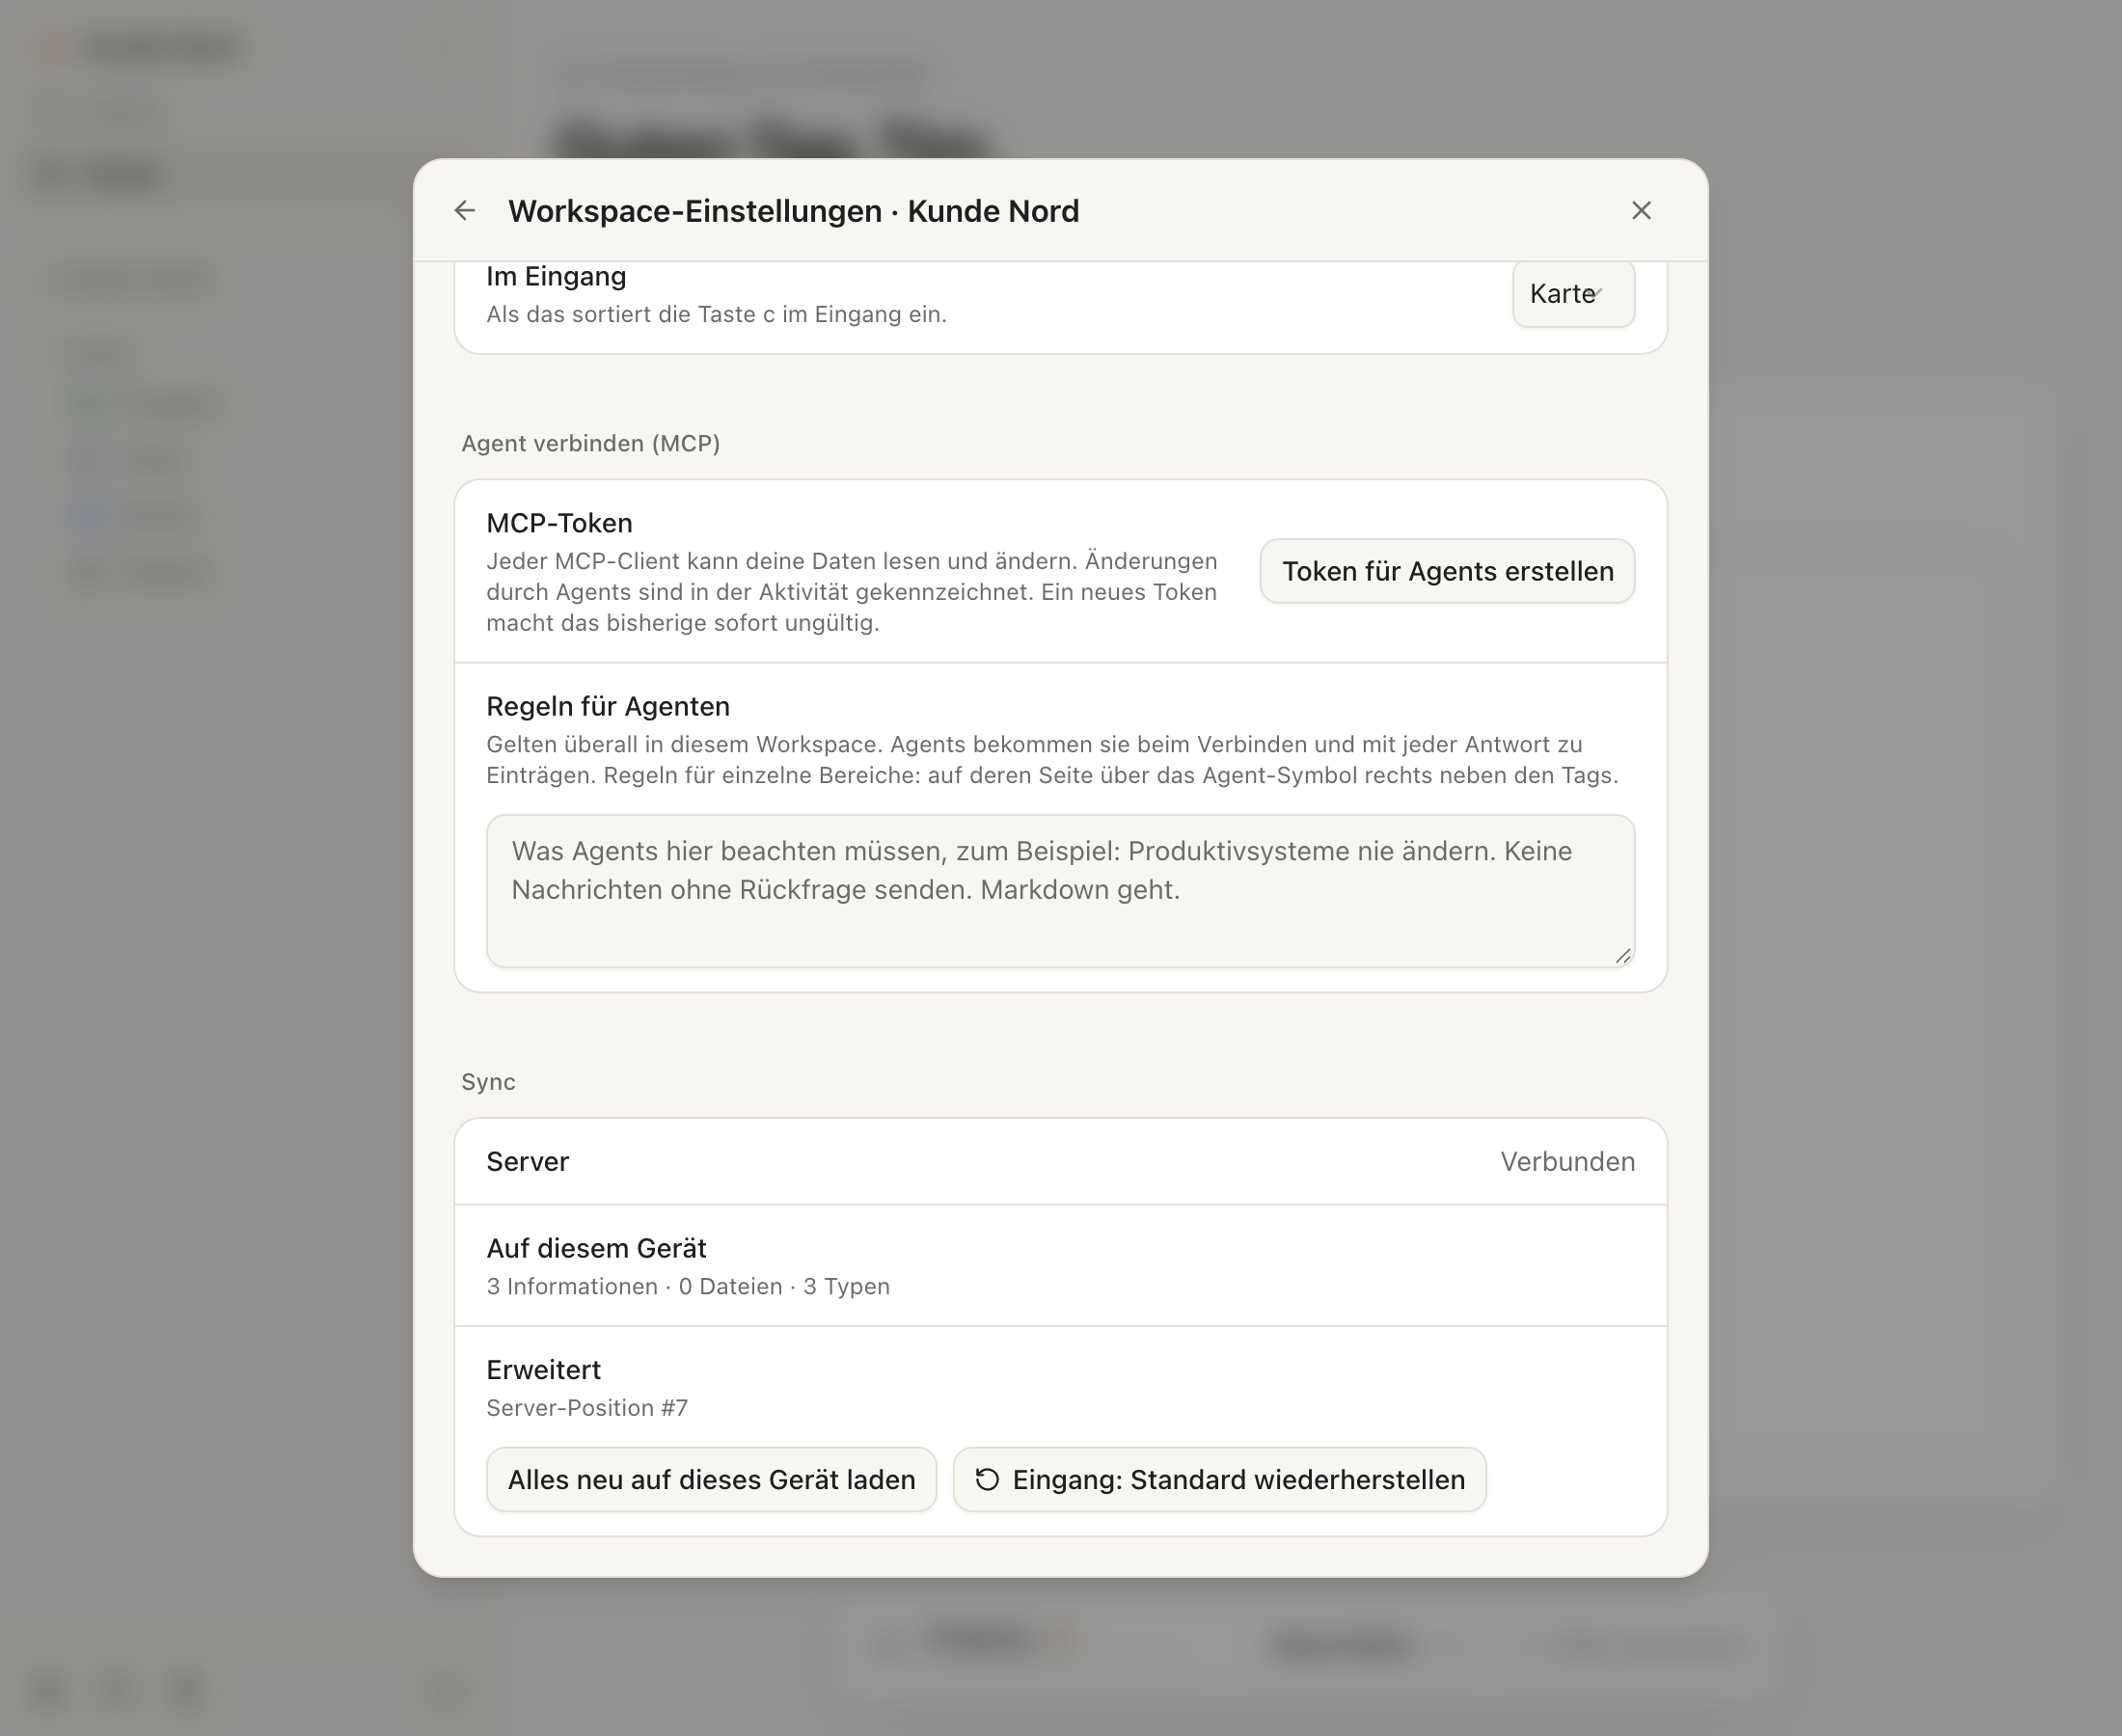 Workspace-Einstellungen · Kunde Nord
Im Eingang
Als das sortiert die Taste c im Eingang ein.
Karte
Agent verbinden (MCP)
MCP-Token
Jeder MCP-Client kann deine Daten lesen und ändern. Änderungen
durch Agents sind in der Aktivität gekennzeichnet. Ein neues Token
macht das bisherige sofort ungültig.
Token für Agents erstellen
Regeln für Agenten
Gelten überall in diesem Workspace. Agents bekommen sie beim Verbinden und mit jeder Antwort zu
Einträgen. Regeln für einzelne Bereiche: auf deren Seite über das Agent-Symbol rechts neben den Tags.
Was Agents hier beachten müssen, zum Beispiel: Produktivsysteme nie ändern. Keine
Nachrichten ohne Rückfrage senden. Markdown geht.
Sync
Server
Verbunden
Auf diesem Gerät
3 Informationen · 0 Dateien · 3 Typen
Erweitert
Server-Position #7
Alles neu auf dieses Gerät laden
Eingang: Standard wiederherstellen